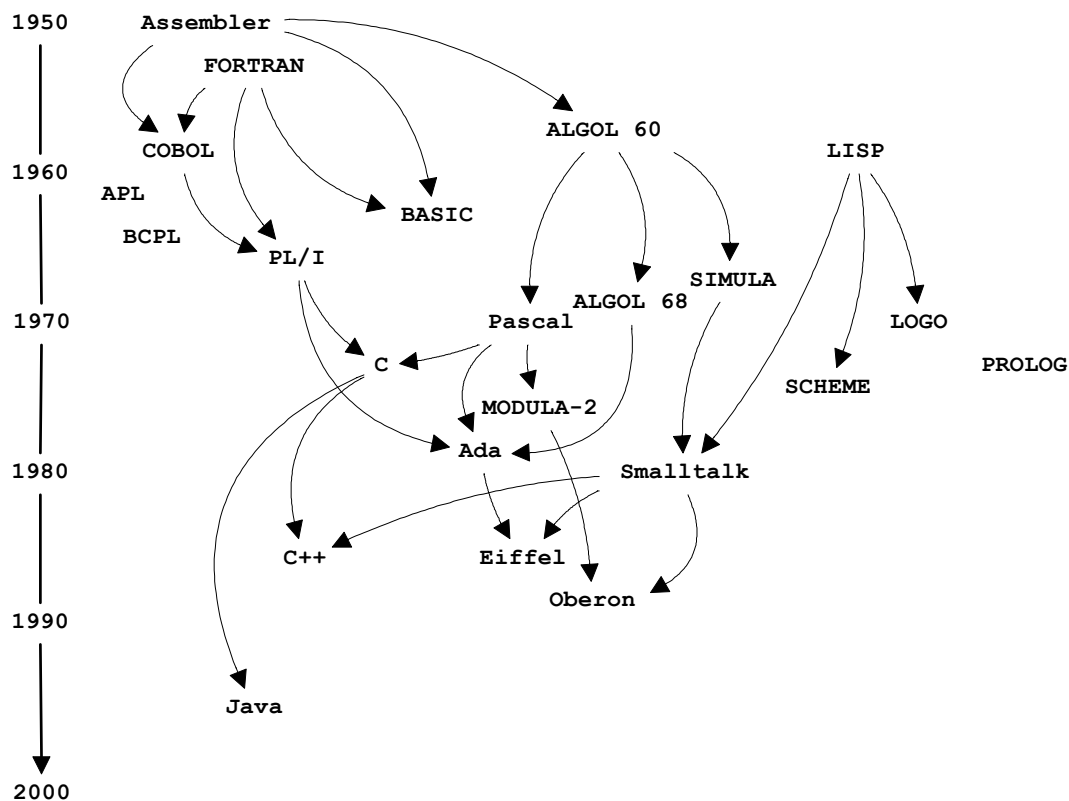 1950
Assembler
FORTRAN
ALGOL 60
COBOL
LISP
1960
APL
BASIC
BCPL
PL/I
SIMULA
ALGOL 68
1970
Pascal
LOGO
C
PROLOG
SCHEME
MODULA-2
Ada
1980
Smalltalk
C++
Eiffel
Oberon
1990
Java
2000